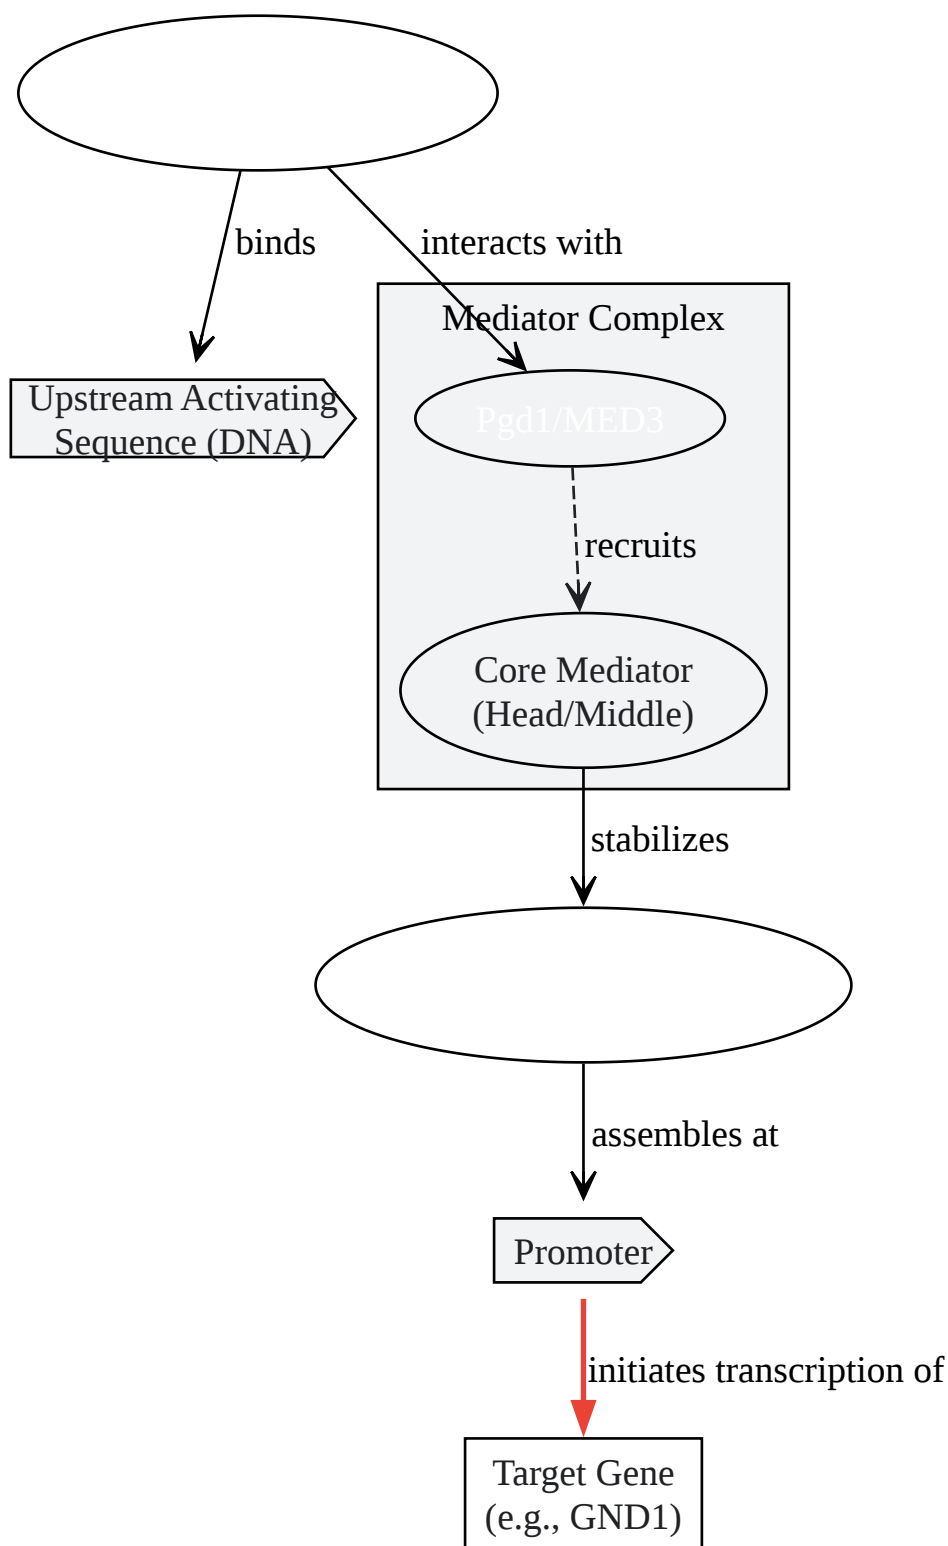 binds
interacts with
Mediator Complex
Upstream Activating
Sequence (DNA)
Pgd1/MED3
recruits
Core Mediator
(Head/Middle)
stabilizes
assembles at
Promoter
initiates transcription of
Target Gene
(e.g., GND1)